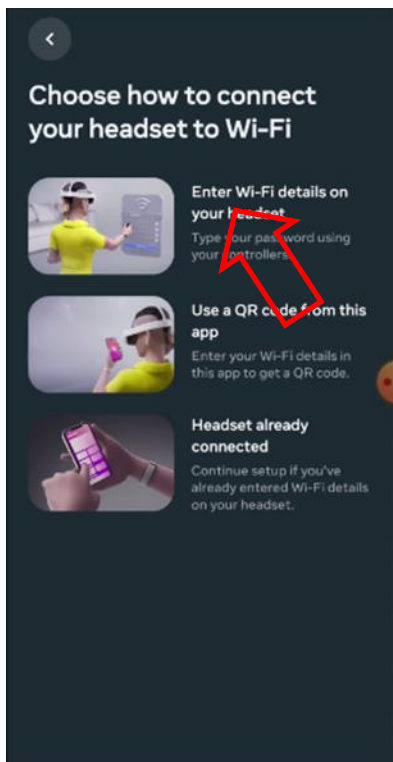 Choose how to connect
your headset to Wi-Fi
Enter Wi-Fi details on
your headset
Type your password using
your controllers.
Use a QR code from this
app
Enter your Wi-Fi details in
this app to get a QR code.
Headset already
connected
Continue setup if you've
already entered Wi-Fi details
on your headset.